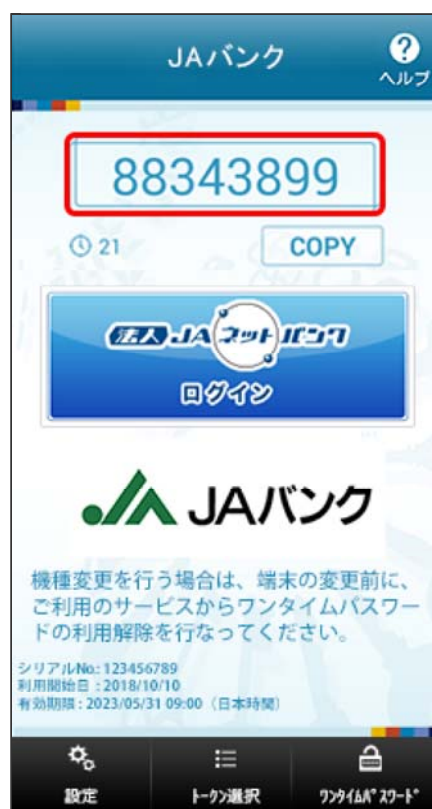 JAバンク
?
ヘルプ
88343899
21
COPY
法人JAネットバンク
ログイン
JAバンク
機種変更を行う場合は、端末の変更前に、
ご利用のサービスからワンタイムパスワー
ドの利用解除を行なってください。
シリアルNo.: 123456789
利用開始日 : 2018/10/10
有効期限 : 2023/05/31 09:00（日本時間）
設定
トークン選択
ワンタイムパスワード